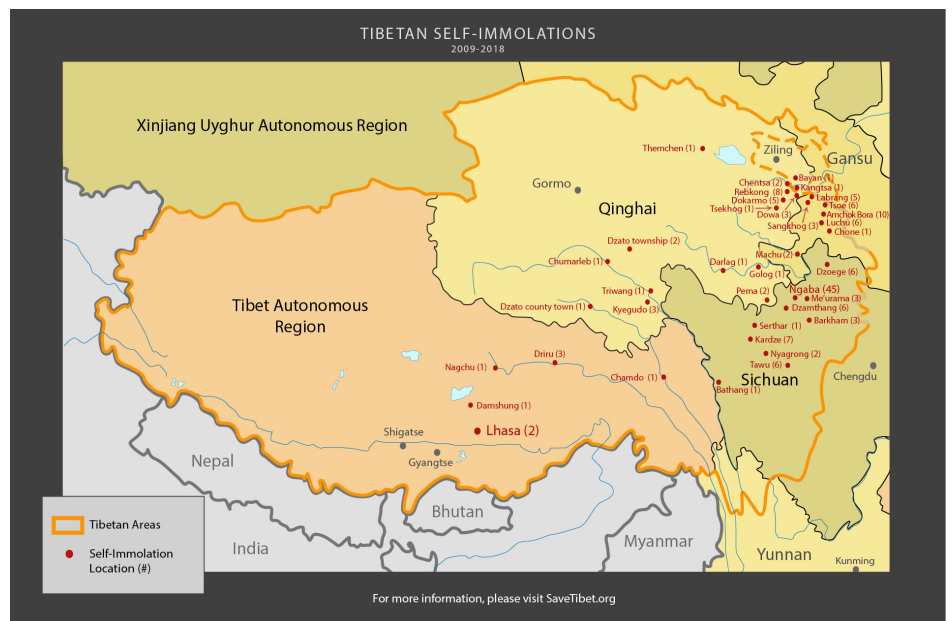 TIBETAN SELF-IMMOLATIONS
2009-2018
Xinjiang Uyghur Autonomous Region
Themchen (1)
Ziling
Gansu
Gormo
Qinghai
Bayan (1)
Chentsa (2)
Kangtsa (1)
Rebkong (8)
Labrang (5)
Dokarmo (5)
Tsoe (6)
Tsekhog (1)
Dowa (3)
Amchok Bora (10)
Sangkhog (3)
Luchu (6)
Chone (1)
Dzato township (2)
Machu (2)
Chumarleb (1)
Darlag (1)
Golog (1)
Dzoege (6)
Triwang (1)
Pema (2)
Ngaba (45)
Me'urama (3)
Dzato county town (1)
Kyegudo (3)
Dzamthang (6)
Tibet Autonomous
Region
Serthar (1)
Barkham (3)
Kardze (7)
Driru (3)
Nyagrong (2)
Nagchu (1)
Tawu (6)
Chamdo (1)
Sichuan
Chengdu
Bathang (1)
Damshung (1)
Lhasa (2)
Shigatse
Gyangtse
Nepal
Bhutan
India
Myanmar
Yunnan
Kunming
Tibetan Areas
Self-Immolation
Location (#)
For more information, please visit SaveTibet.org